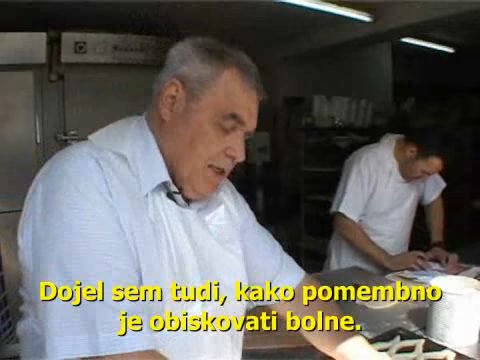 Dojel sem tudi, kako pomembno
je obiskovati bolne.